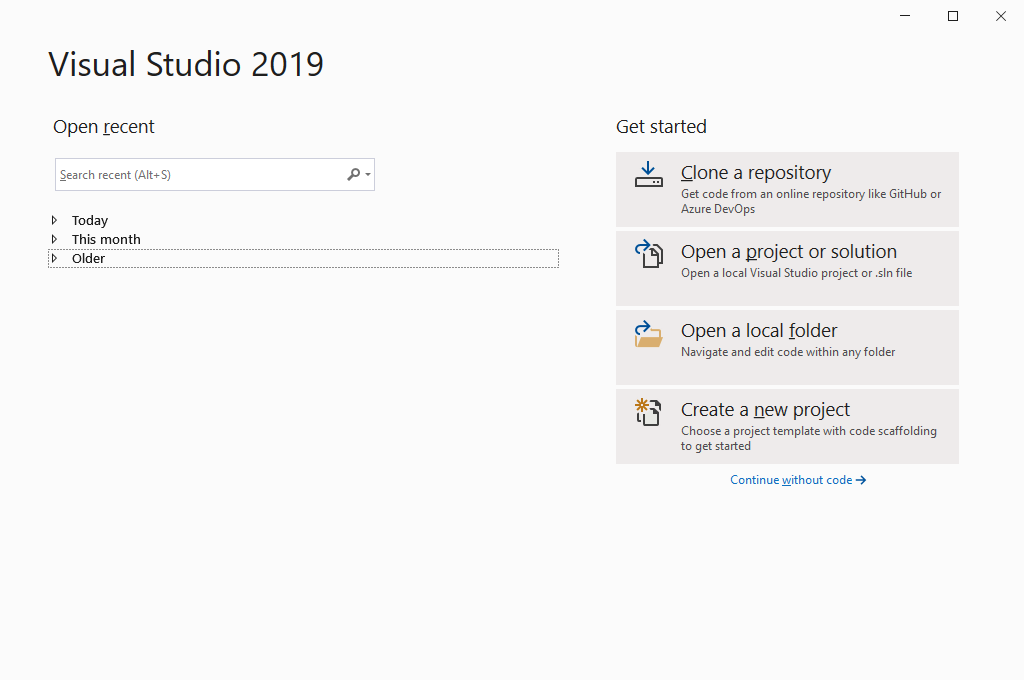 Visual Studio 2019
Open recent
Search recent (Alt+S)
Today
This month
Older
Get started
Clone a repository
Get code from an online repository like GitHub or
Azure DevOps
Open a project or solution
Open a local Visual Studio project or .sln file
Open a local folder
Navigate and edit code within any folder
Create a new project
Choose a project template with code scaffolding
to get started
Continue without code →